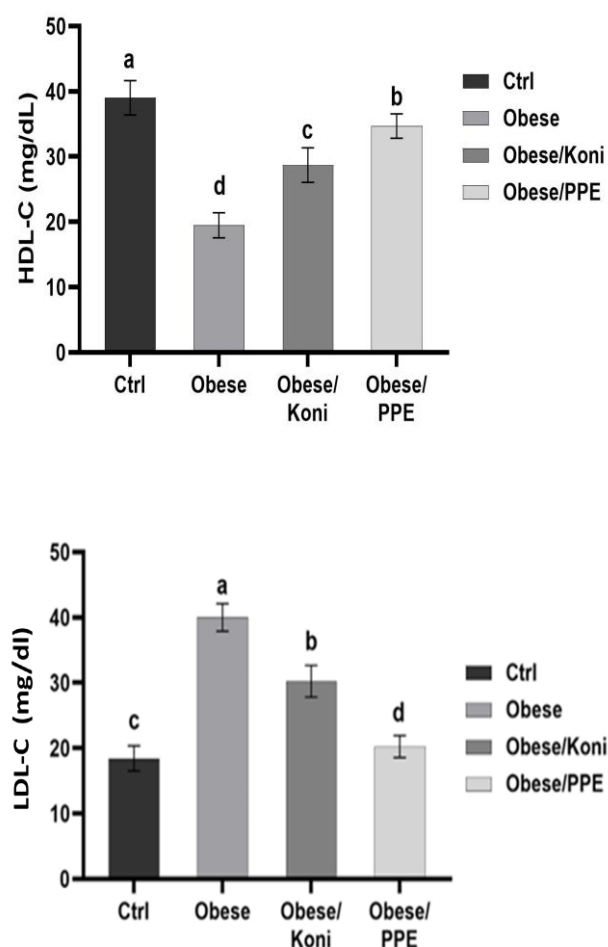 HDL-C (mg/dL)
50
40
30
20
10
0
a
d
c
b
Ctrl
Obese
Obese/
Koni
Obese/
PPE
Ctrl
Obese
Obese/Koni
Obese/PPE
LDL-C (mg/dl)
50
40
30
20
10
0
c
a
b
d
Ctrl
Obese
Obese/
Koni
Obese/
PPE
Ctrl
Obese
Obese/Koni
Obese/PPE